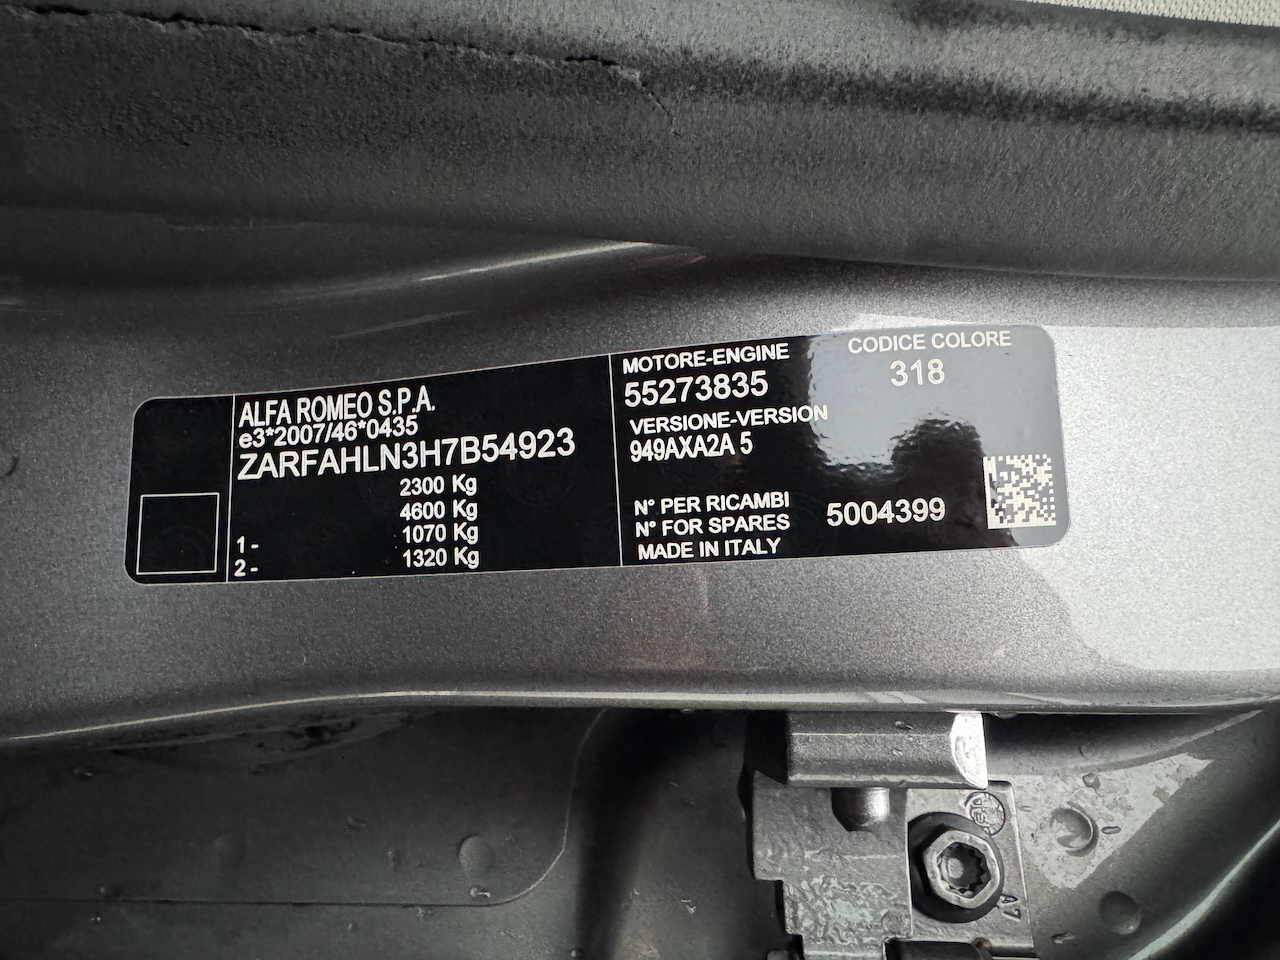 ALFA ROMEO S.P.A.
e3*2007/46*0435
ZARFAHLN3H7B54923
2300 Kg
4600 Kg
1 - 1070 Kg
2 - 1320 Kg
MOTORE-ENGINE
55273835
VERSIONE-VERSION
949AXA2A 5
CODICE COLORE
318
N° PER RICAMBI
N° FOR SPARES
5004399
MADE IN ITALY
A7